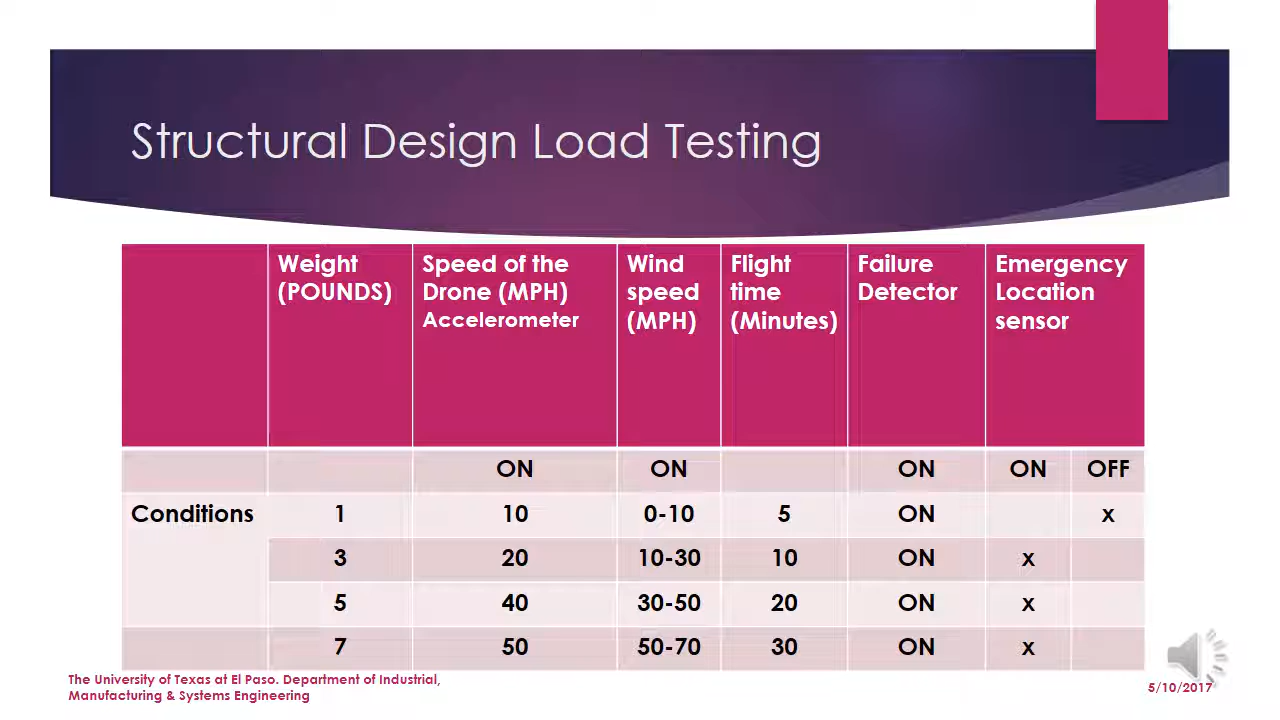 Structural Design Load Testing
Weight
(POUNDS)
Speed of the
Drone (MPH)
Accelerometer
Wind
speed
(MPH)
Flight
time
(Minutes)
Failure
Detector
Emergency
Location
sensor
ON ON ON ON OFF
Conditions 1 10 0-10 5 ON x
3 20 10-30 10 ON x
5 40 30-50 20 ON x
7 50 50-70 30 ON x
The University of Texas at El Paso. Department of Industrial,
Manufacturing & Systems Engineering
5/10/2017